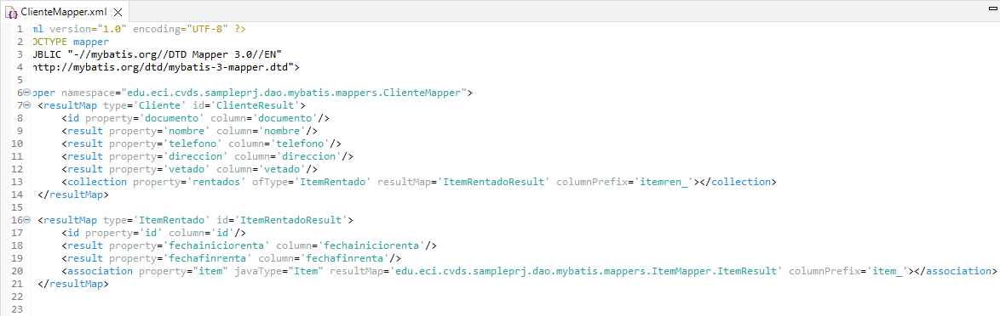 ClienteMapper.xml
1 ml version="1.0" encoding="UTF-8" ?>
2 OCTYPE mapper
3 UBLIC "-//mybatis.org//DTD Mapper 3.0//EN"
4 http://mybatis.org/dtd/mybatis-3-mapper.dtd">
5
6 pper namespace="edu.eci.cvds.sampleprj.dao.mybatis.mappers.ClienteMapper">
7 <resultMap type='Cliente' id='ClienteResult'>
8 <id property='documento' column='documento'/>
9 <result property='nombre' column='nombre'/>
10 <result property='telefono' column='telefono'/>
11 <result property='direccion' column='direccion'/>
12 <result property='vetado' column='vetado'/>
13 <collection property='rentados' ofType='ItemRentado' resultMap='ItemRentadoResult' columnPrefix='itemren_'></collection>
14 </resultMap>
15
16 <resultMap type='ItemRentado' id='ItemRentadoResult'>
17 <id property='id' column='id'/>
18 <result property='fechainiciorenta' column='fechainiciorenta'/>
19 <result property='fechafinrenta' column='fechafinrenta'/>
20 <association property="item" javaType="Item" resultMap='edu.eci.cvds.sampleprj.dao.mybatis.mappers.ItemMapper.ItemResult' columnPrefix='item_'></association>
21 </resultMap>
22
23